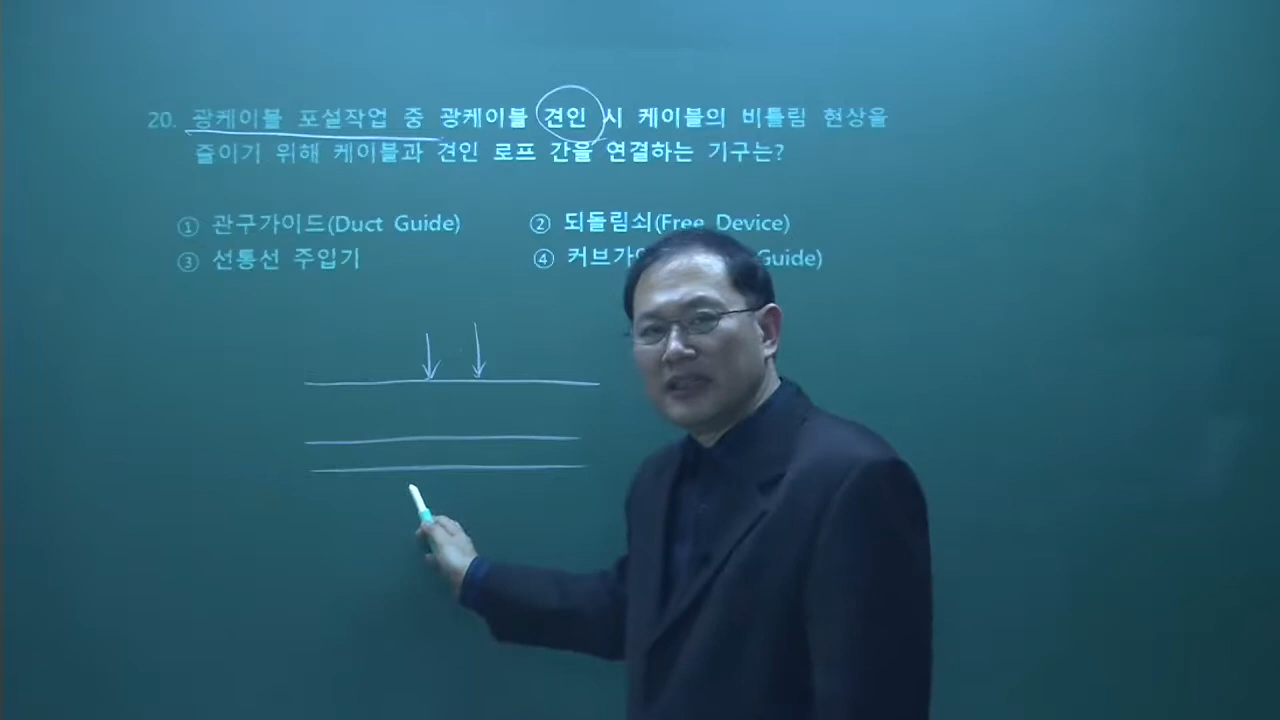 20. 광케이블 포설작업 중 광케이블 견인 시 케이블의 비틀림 현상을
줄이기 위해 케이블과 견인 로프 간을 연결하는 기구는?
① 관구가이드(Duct Guide) ② 되돌림쇠(Free Device)
③ 선통선 주입기 ④ 커브가 Guide)